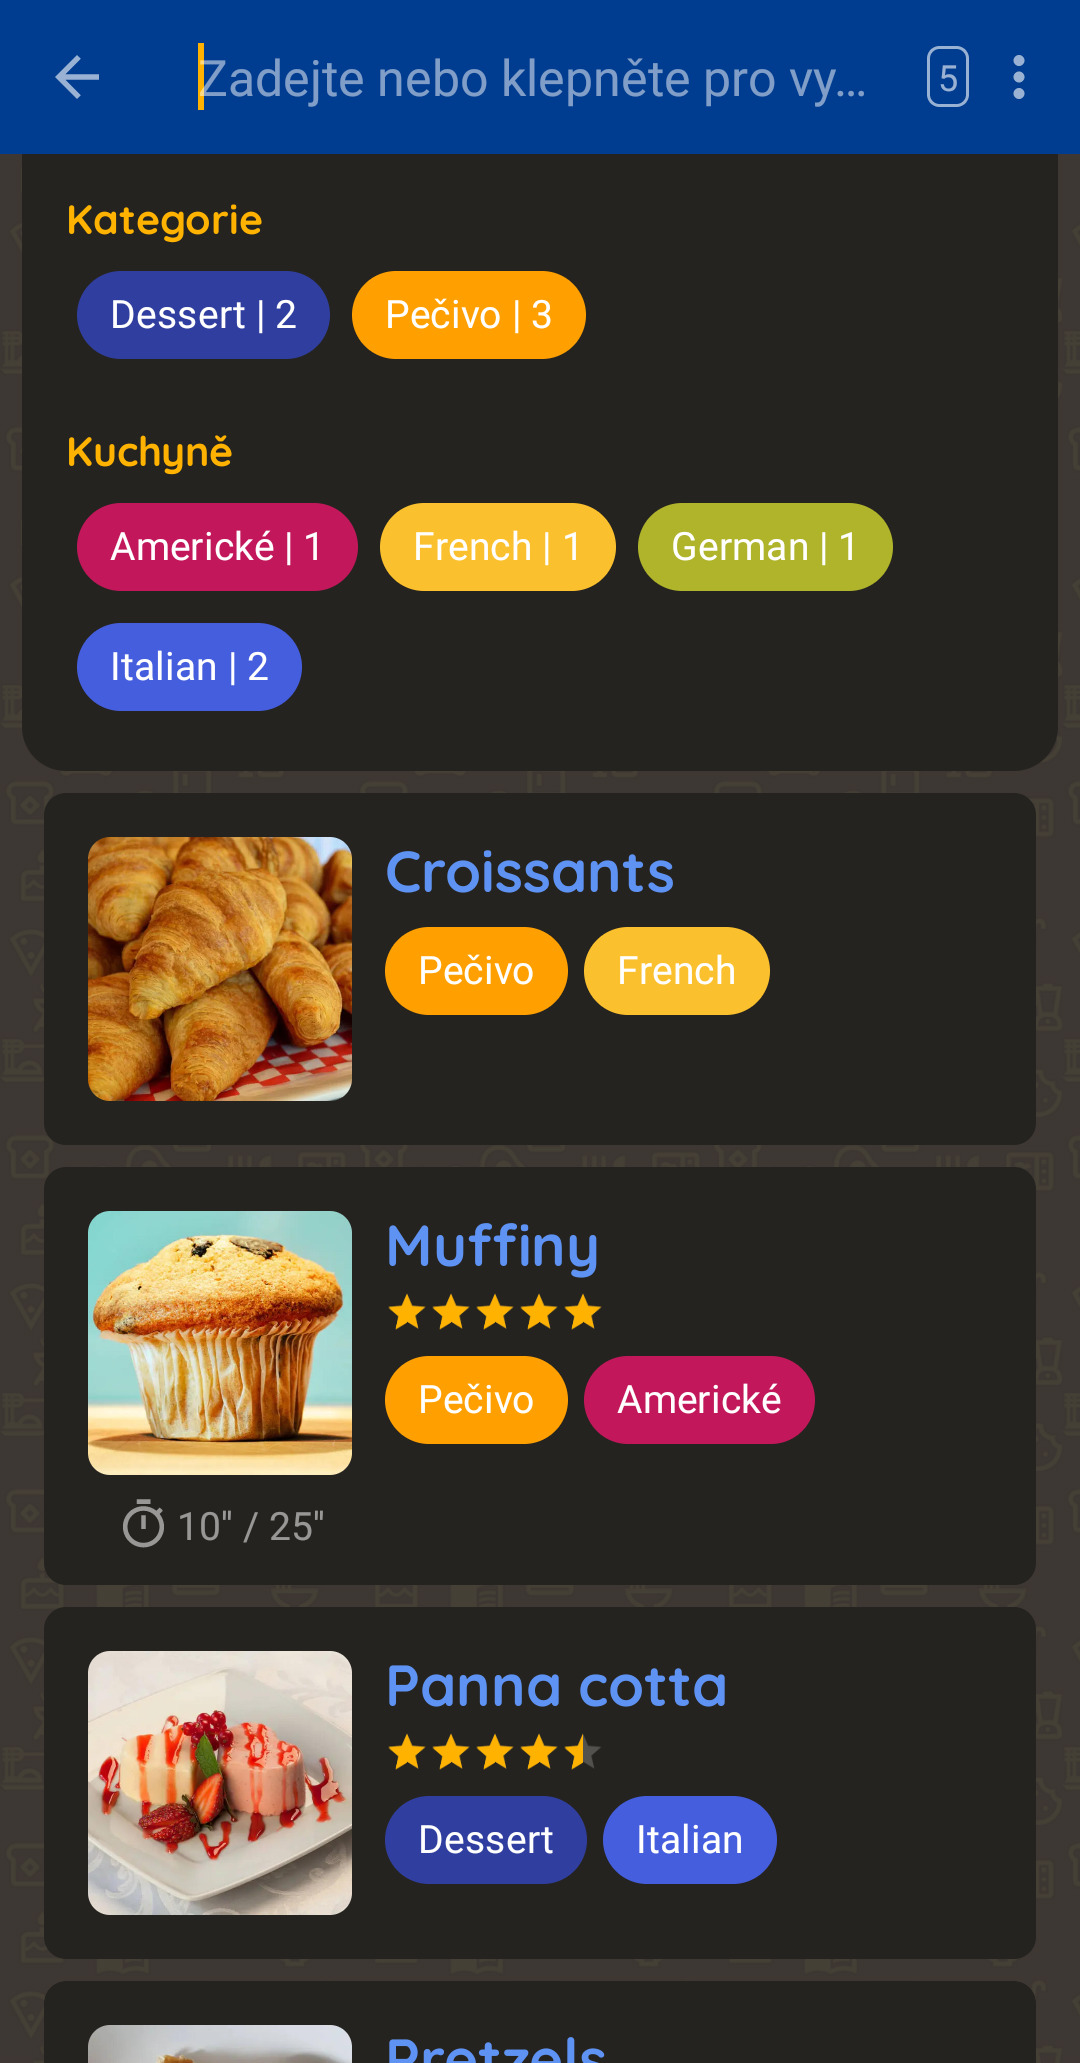 Zadejte nebo klepněte pro vy…
5
Kategorie
Dessert | 2
Pečivo | 3
Kuchyně
Americké | 1
French | 1
German | 1
Italian | 2
Croissants
Pečivo
French
Muffiny
Pečivo
Americké
10" / 25"
Panna cotta
Dessert
Italian
Pretzels